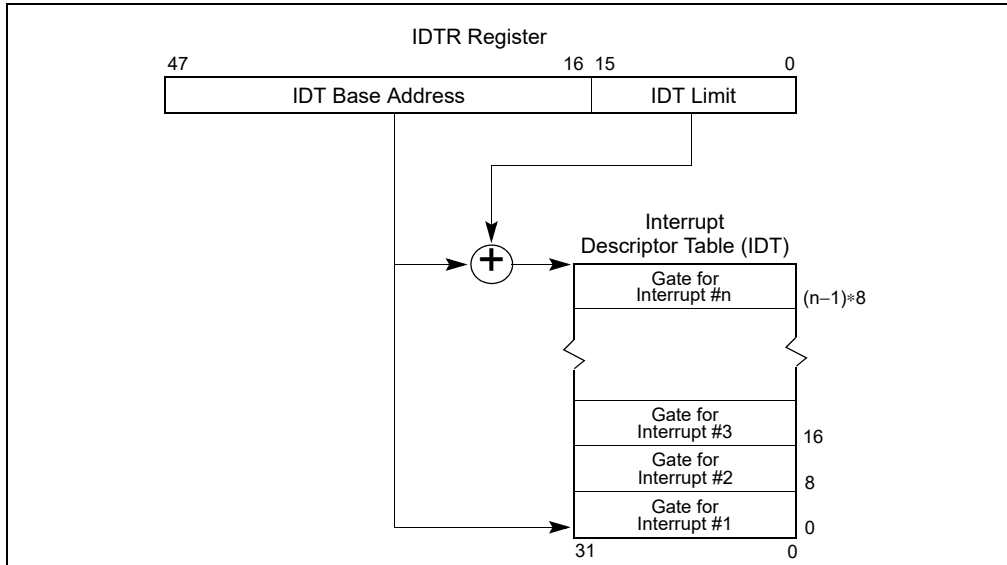 IDTR Register
47 16 15 0
IDT Base Address IDT Limit
Interrupt
Descriptor Table (IDT)
+
Gate for
Interrupt #n
(n−1)∗8
Gate for
Interrupt #3
16
Gate for
Interrupt #2
8
Gate for
Interrupt #1
0
31 0